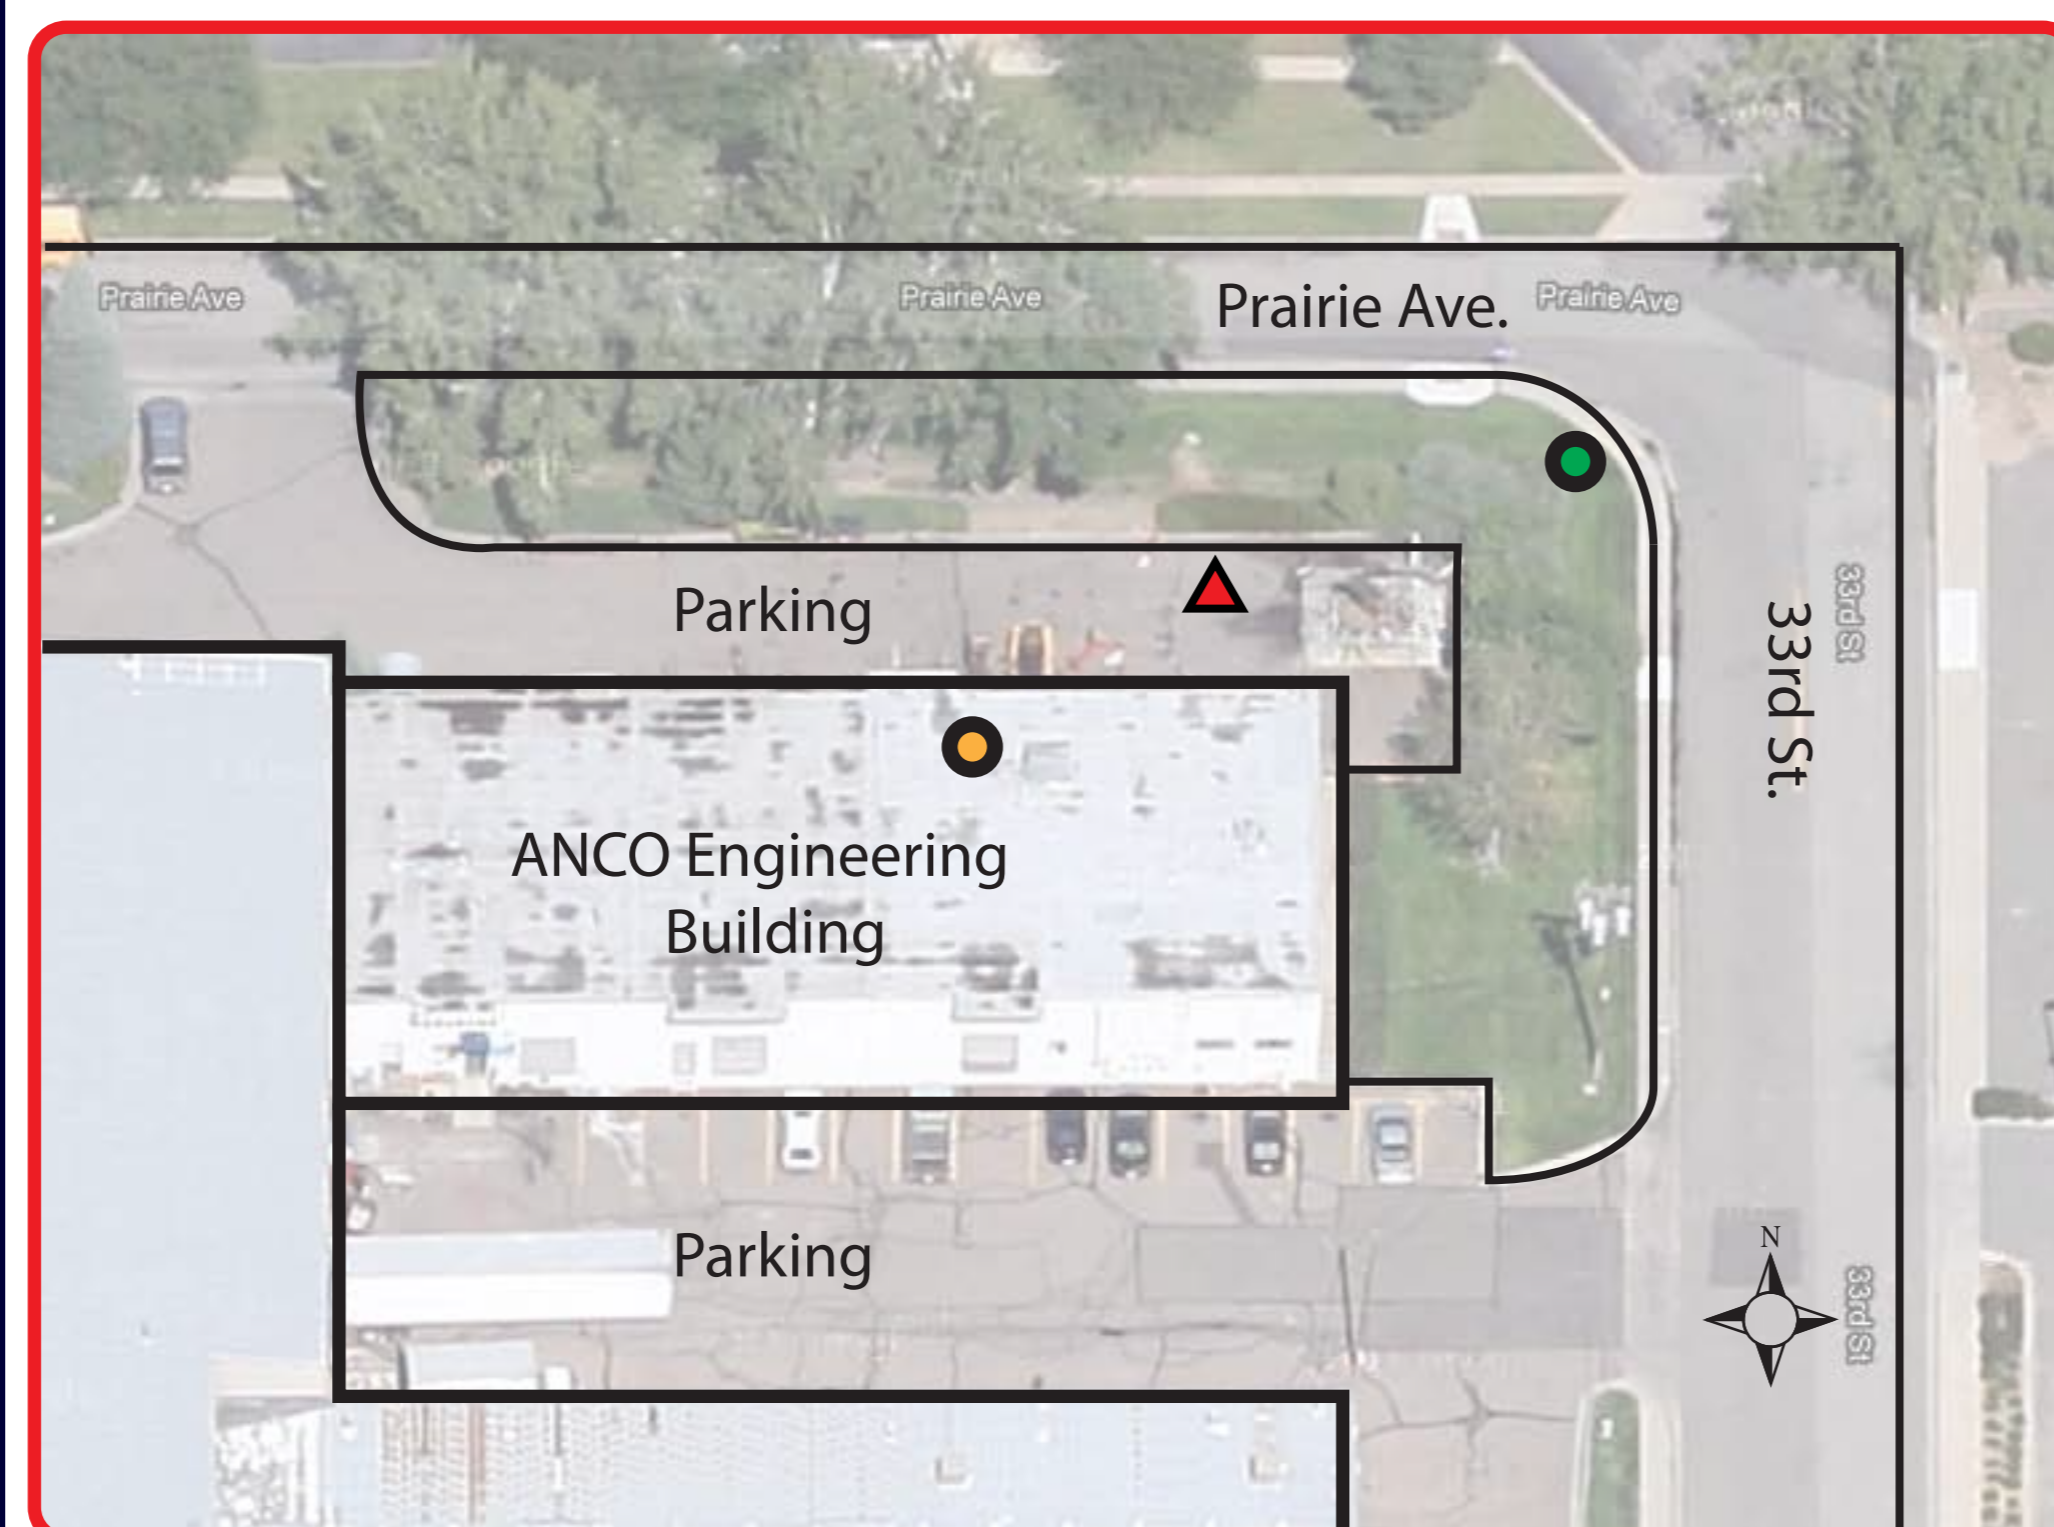 Prairie Ave
Prairie Ave
Prairie Ave.
Prairie Ave
33rd St
33rd St.
Parking
ANCO Engineering
Building
Parking
N
33rd St